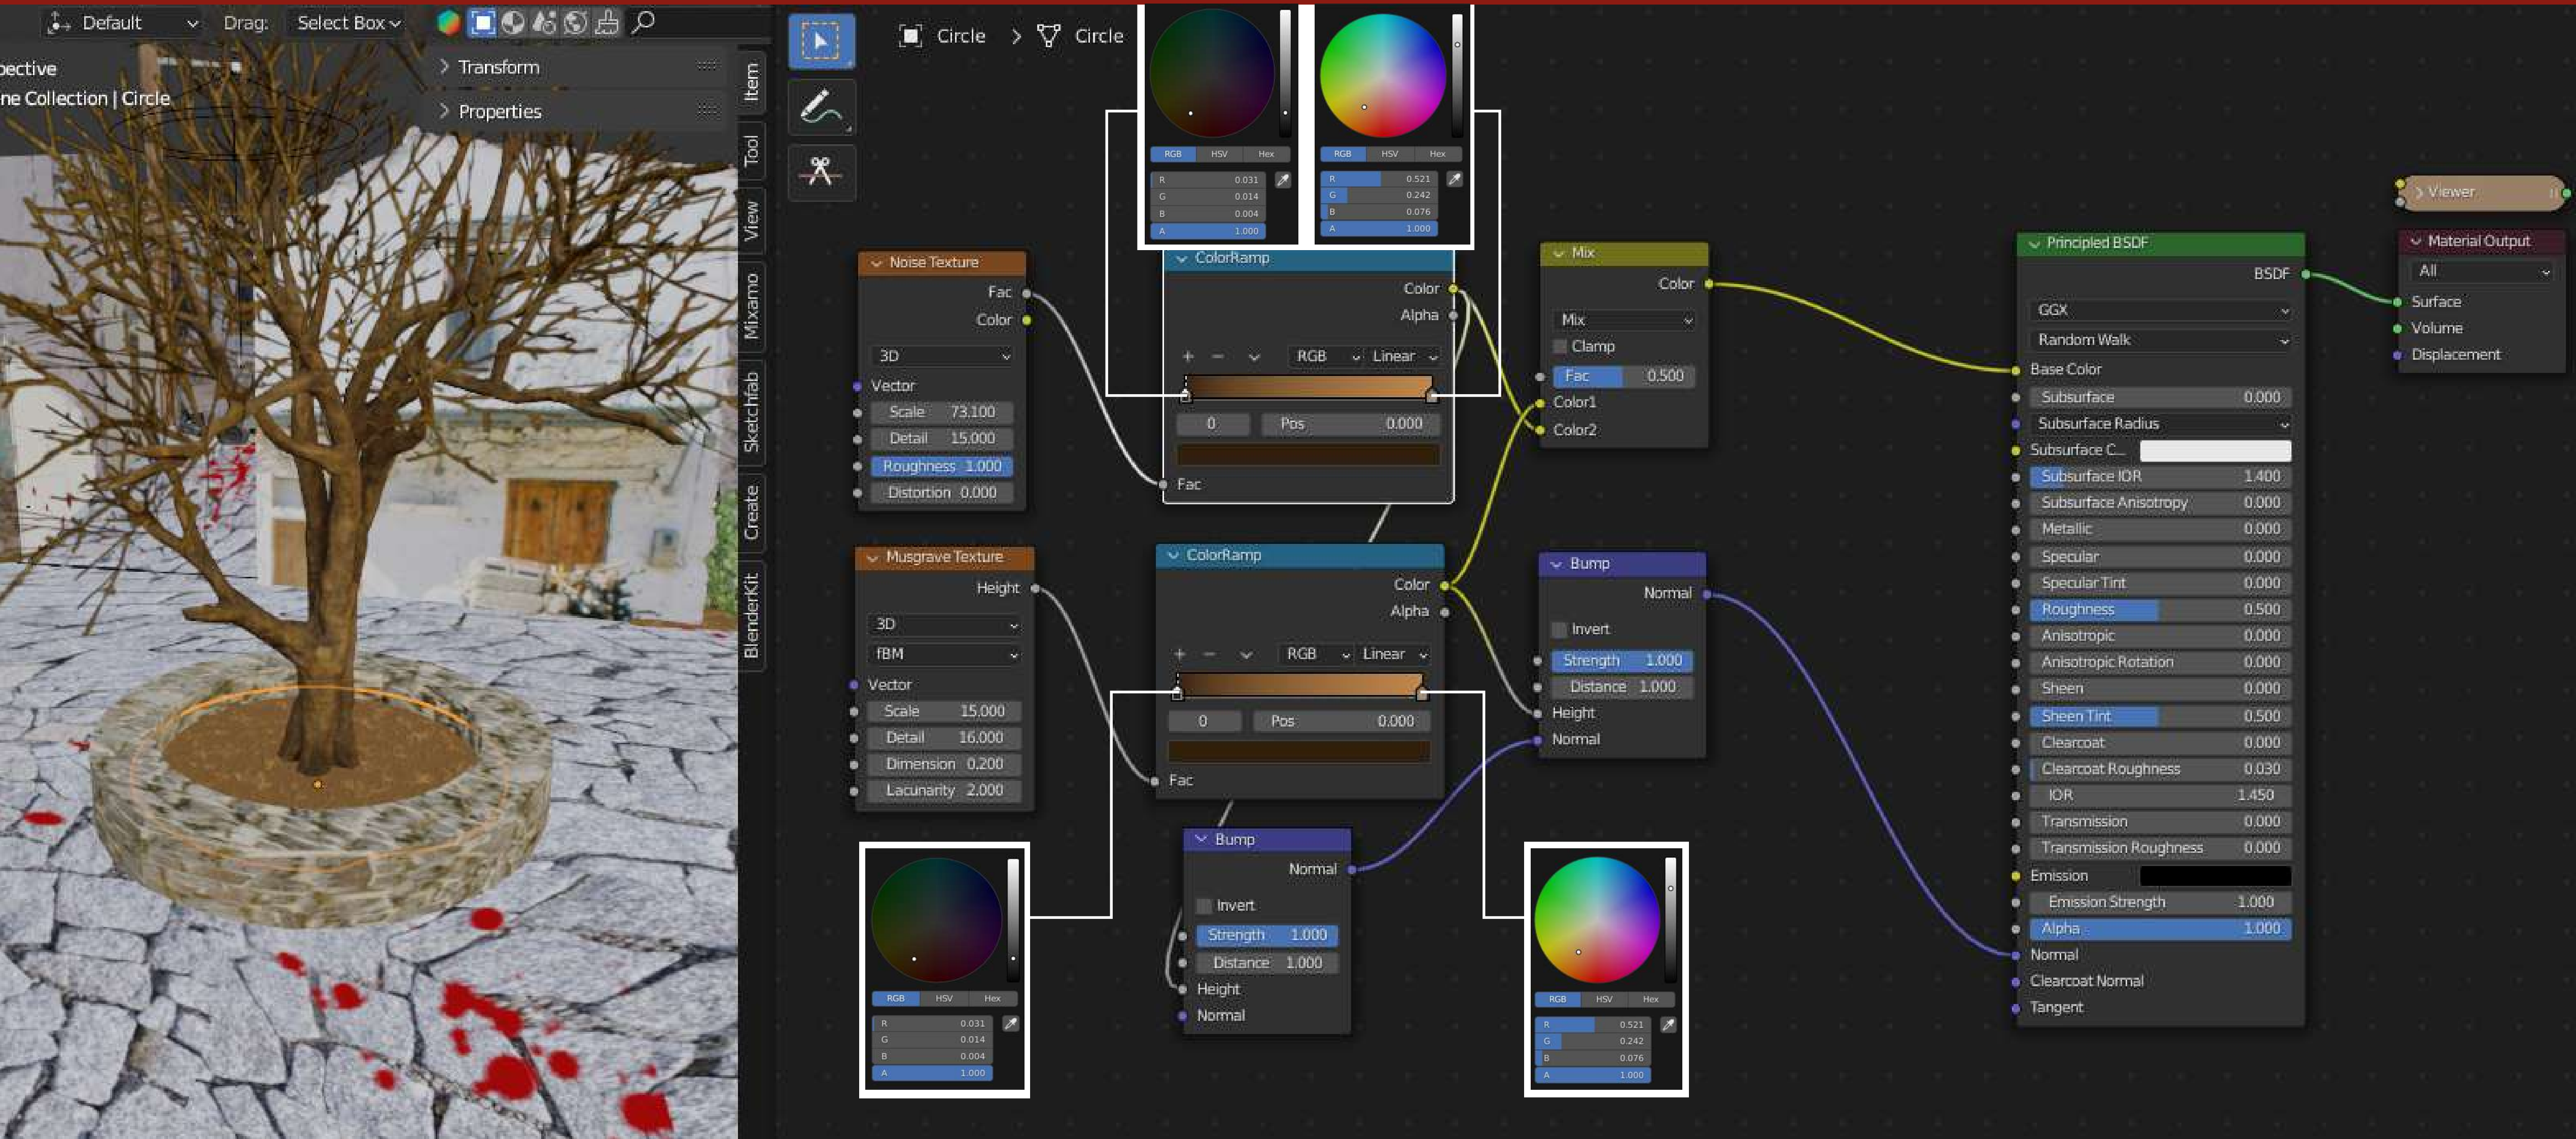 Default
Drag:
Select Box
pective
ne Collection | Circle
Transform
Properties
Item
Tool
View
Mixamo
Sketchfab
Create
BlenderKit
Circle
Circle
RGB HSV Hex
R 0.031
G 0.014
B 0.004
A 1.000
RGB HSV Hex
R 0.521
G 0.242
B 0.076
A 1.000
Noise Texture
Fac
Color
3D
Vector
Scale 73.100
Detail 15.000
Roughness 1.000
Distortion 0.000
ColorRamp
Color
Alpha
RGB Linear
0 Pos 0.000
Fac
Mix
Color
Mix
Clamp
Fac 0.500
Color1
Color2
Musgrave Texture
Height
3D
fBM
Vector
Scale 15.000
Detail 16.000
Dimension 0.200
Lacunarity 2.000
ColorRamp
Color
Alpha
RGB Linear
0 Pos 0.000
Fac
Bump
Normal
Invert
Strength 1.000
Distance 1.000
Height
Normal
Bump
Normal
Invert
Strength 1.000
Distance 1.000
Height
Normal
RGB HSV Hex
R 0.031
G 0.014
B 0.004
A 1.000
RGB HSV Hex
R 0.521
G 0.242
B 0.076
A 1.000
Principled BSDF
BSDF
GGX
Random Walk
Base Color
Subsurface 0.000
Subsurface Radius
Subsurface C...
Subsurface IOR 1.400
Subsurface Anisotropy 0.000
Metallic 0.000
Specular 0.000
Specular Tint 0.000
Roughness 0.500
Anisotropic 0.000
Anisotropic Rotation 0.000
Sheen 0.000
Sheen Tint 0.500
Clearcoat 0.000
Clearcoat Roughness 0.030
IOR 1.450
Transmission 0.000
Transmission Roughness 0.000
Emission
Emission Strength 1.000
Alpha 1.000
Normal
Clearcoat Normal
Tangent
Viewer
Material Output
All
Surface
Volume
Displacement